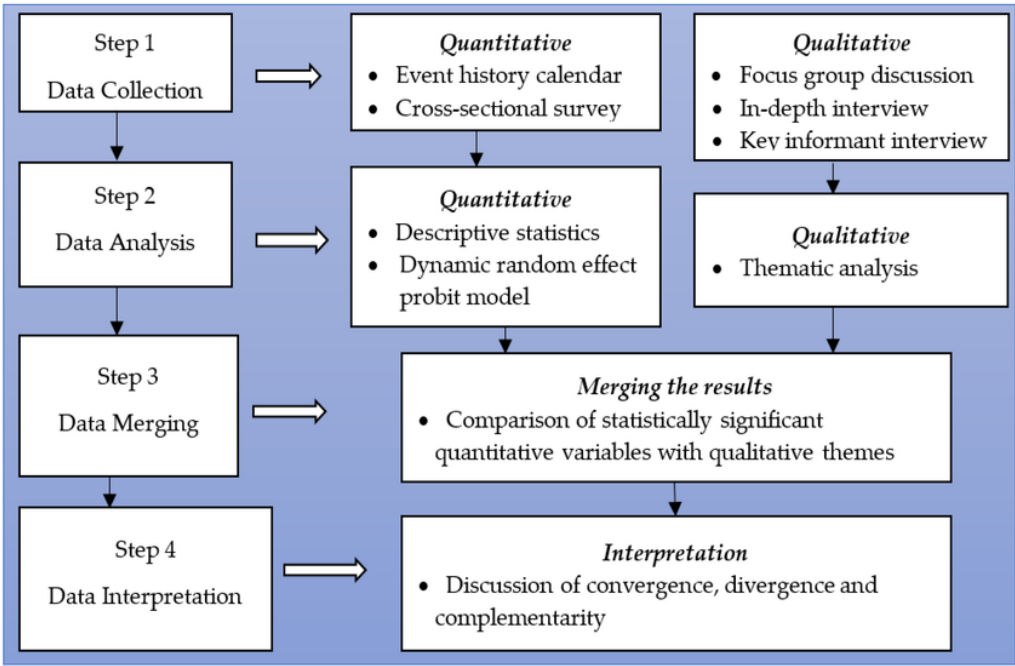 Step 1
Data Collection
Quantitative
• Event history calendar
• Cross-sectional survey
Qualitative
• Focus group discussion
• In-depth interview
• Key informant interview
Step 2
Data Analysis
Quantitative
• Descriptive statistics
• Dynamic random effect
probit model
Qualitative
• Thematic analysis
Step 3
Data Merging
Merging the results
• Comparison of statistically significant
quantitative variables with qualitative themes
Step 4
Data Interpretation
Interpretation
• Discussion of convergence, divergence and
complementarity